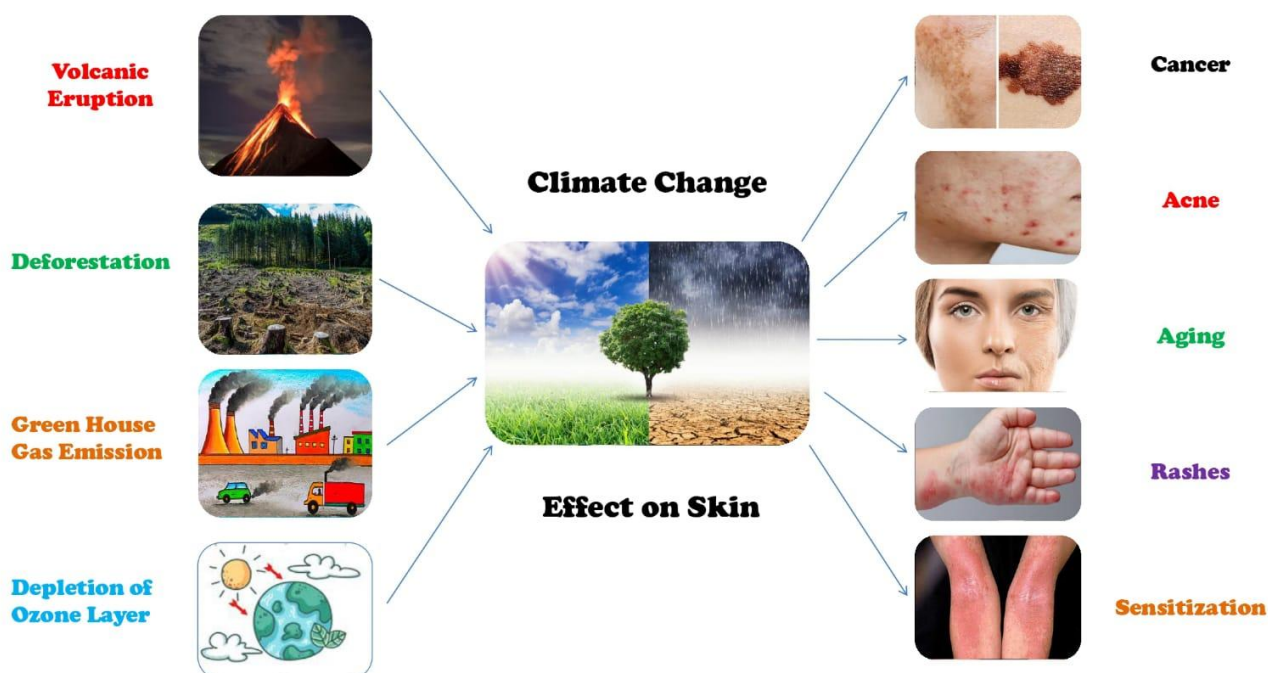 Volcanic
Eruption
Deforestation
Green House
Gas Emission
Depletion of
Ozone Layer
Climate Change
Effect on Skin
Cancer
Acne
Aging
Rashes
Sensitization